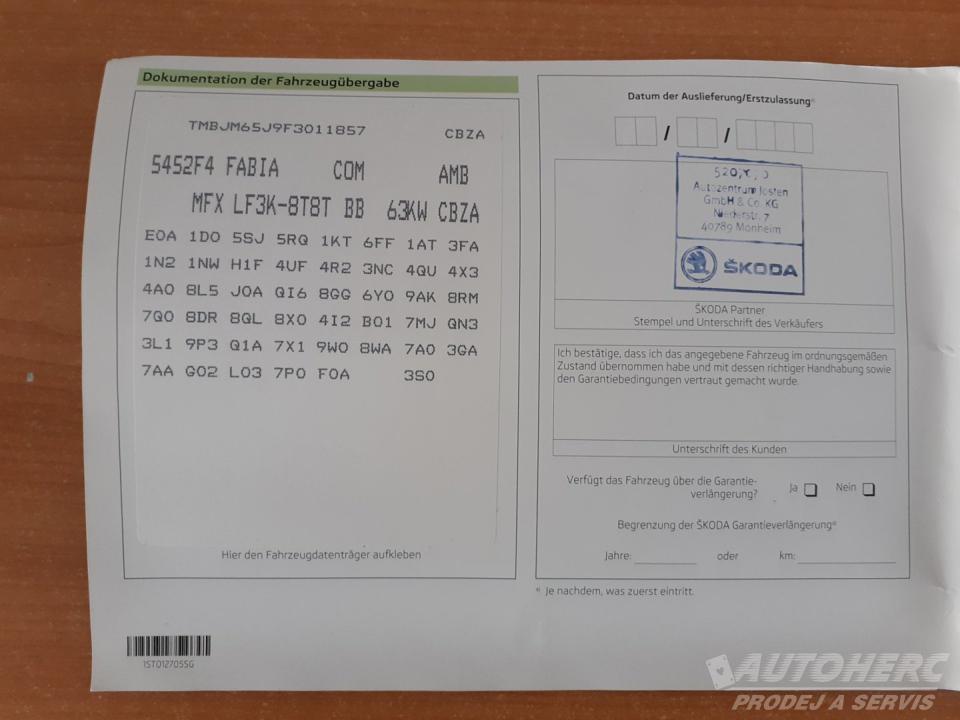 Dokumentation der Fahrzeugübergabe
TMBJM65J9F3011857 CBZA
5452F4 FABIA COM AMB
MFX LF3K-8T8T BB 63KW CBZA
E0A 1D0 5SJ 5RQ 1KT 6FF 1AT 3FA
1N2 1NW H1F 4UF 4R2 3NC 4QU 4X3
4A0 8L5 J0A QI6 8GG 6Y0 9AK 8RM
7Q0 8DR 8QL 8X0 4I2 B01 7MJ QN3
3L1 9P3 Q1A 7X1 9W0 8WA 7A0 3GA
7AA G02 L03 7P0 F0A 3S0
Hier den Fahrzeugdatenträger aufkleben
1ST012705SG
Datum der Auslieferung/Erstzulassung*⁾
/ /
Autozentrum Josten
GmbH & Co. KG
Niederstr. 7
40789 Monheim
ŠKODA
ŠKODA Partner
Stempel und Unterschrift des Verkäufers
Ich bestätige, dass ich das angegebene Fahrzeug im ordnungsgemäßen
Zustand übernommen habe und mit dessen richtiger Handhabung sowie
den Garantiebedingungen vertraut gemacht wurde.
Unterschrift des Kunden
Verfügt das Fahrzeug über die Garantie-
verlängerung? Ja Nein
Begrenzung der ŠKODA Garantieverlängerung*⁾
Jahre: oder km:
*⁾ Je nachdem, was zuerst eintritt.
AUTOHERC
PRODEJ A SERVIS